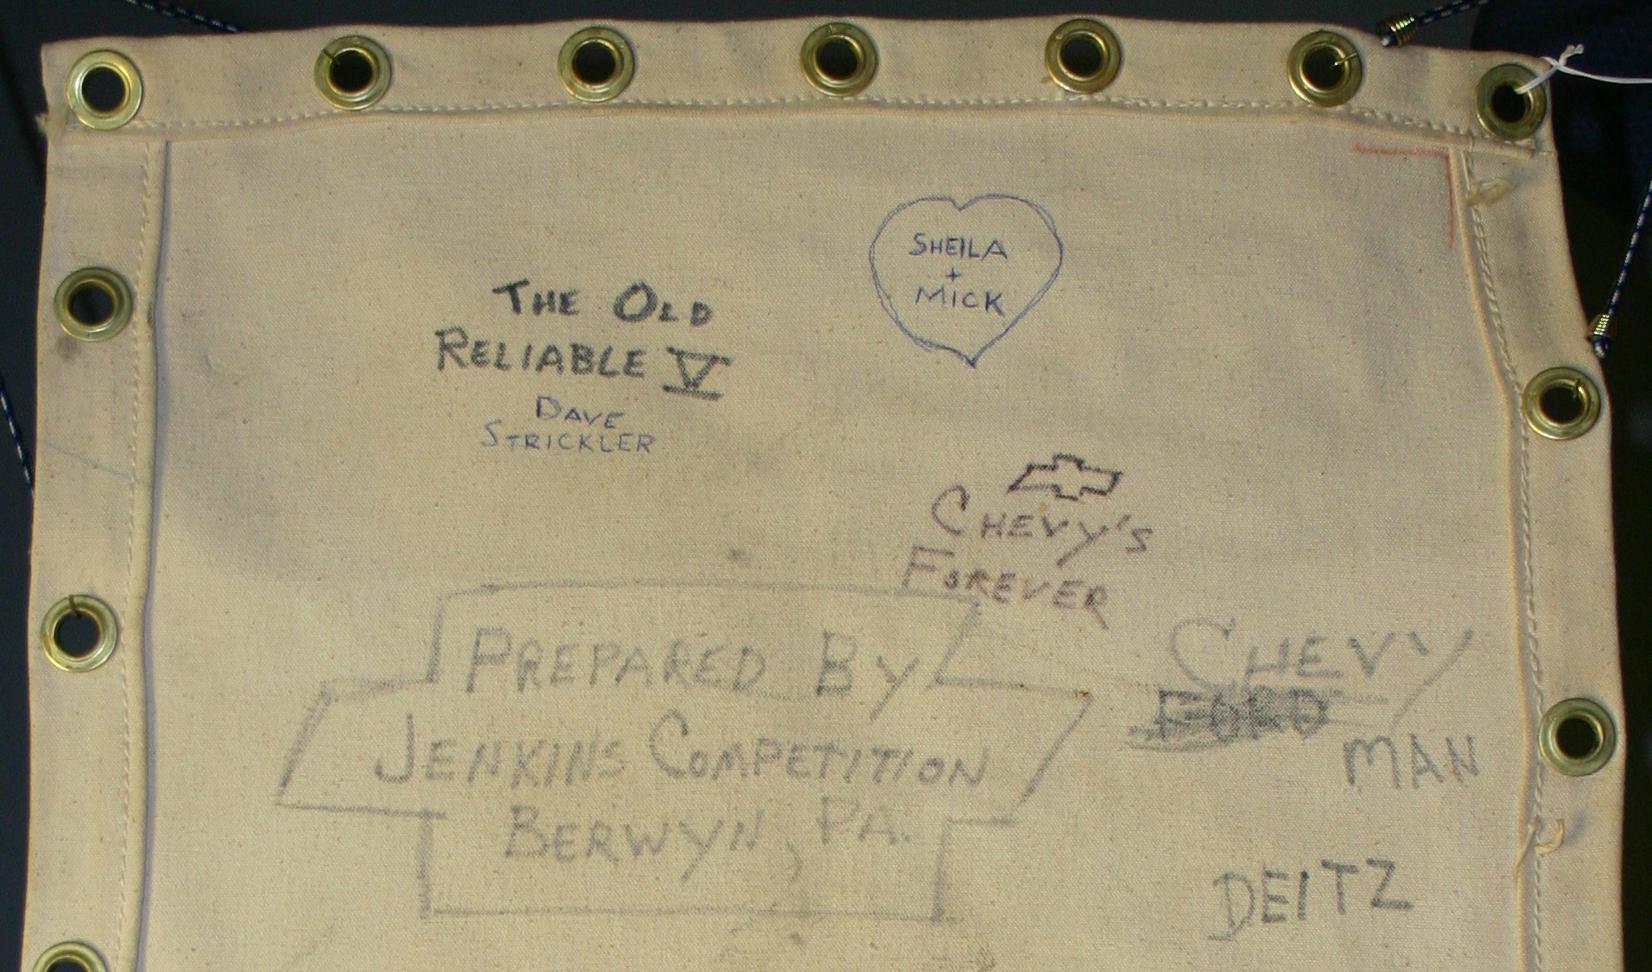 SHEILA
+
MICK
THE OLD
RELIABLE V
DAVE
STRICKLER
CHEVY'S
FOREVER
PREPARED BY
JENKINS COMPETITION
BERWYN, PA.
CHEVY
FORD
MAN
DEITZ